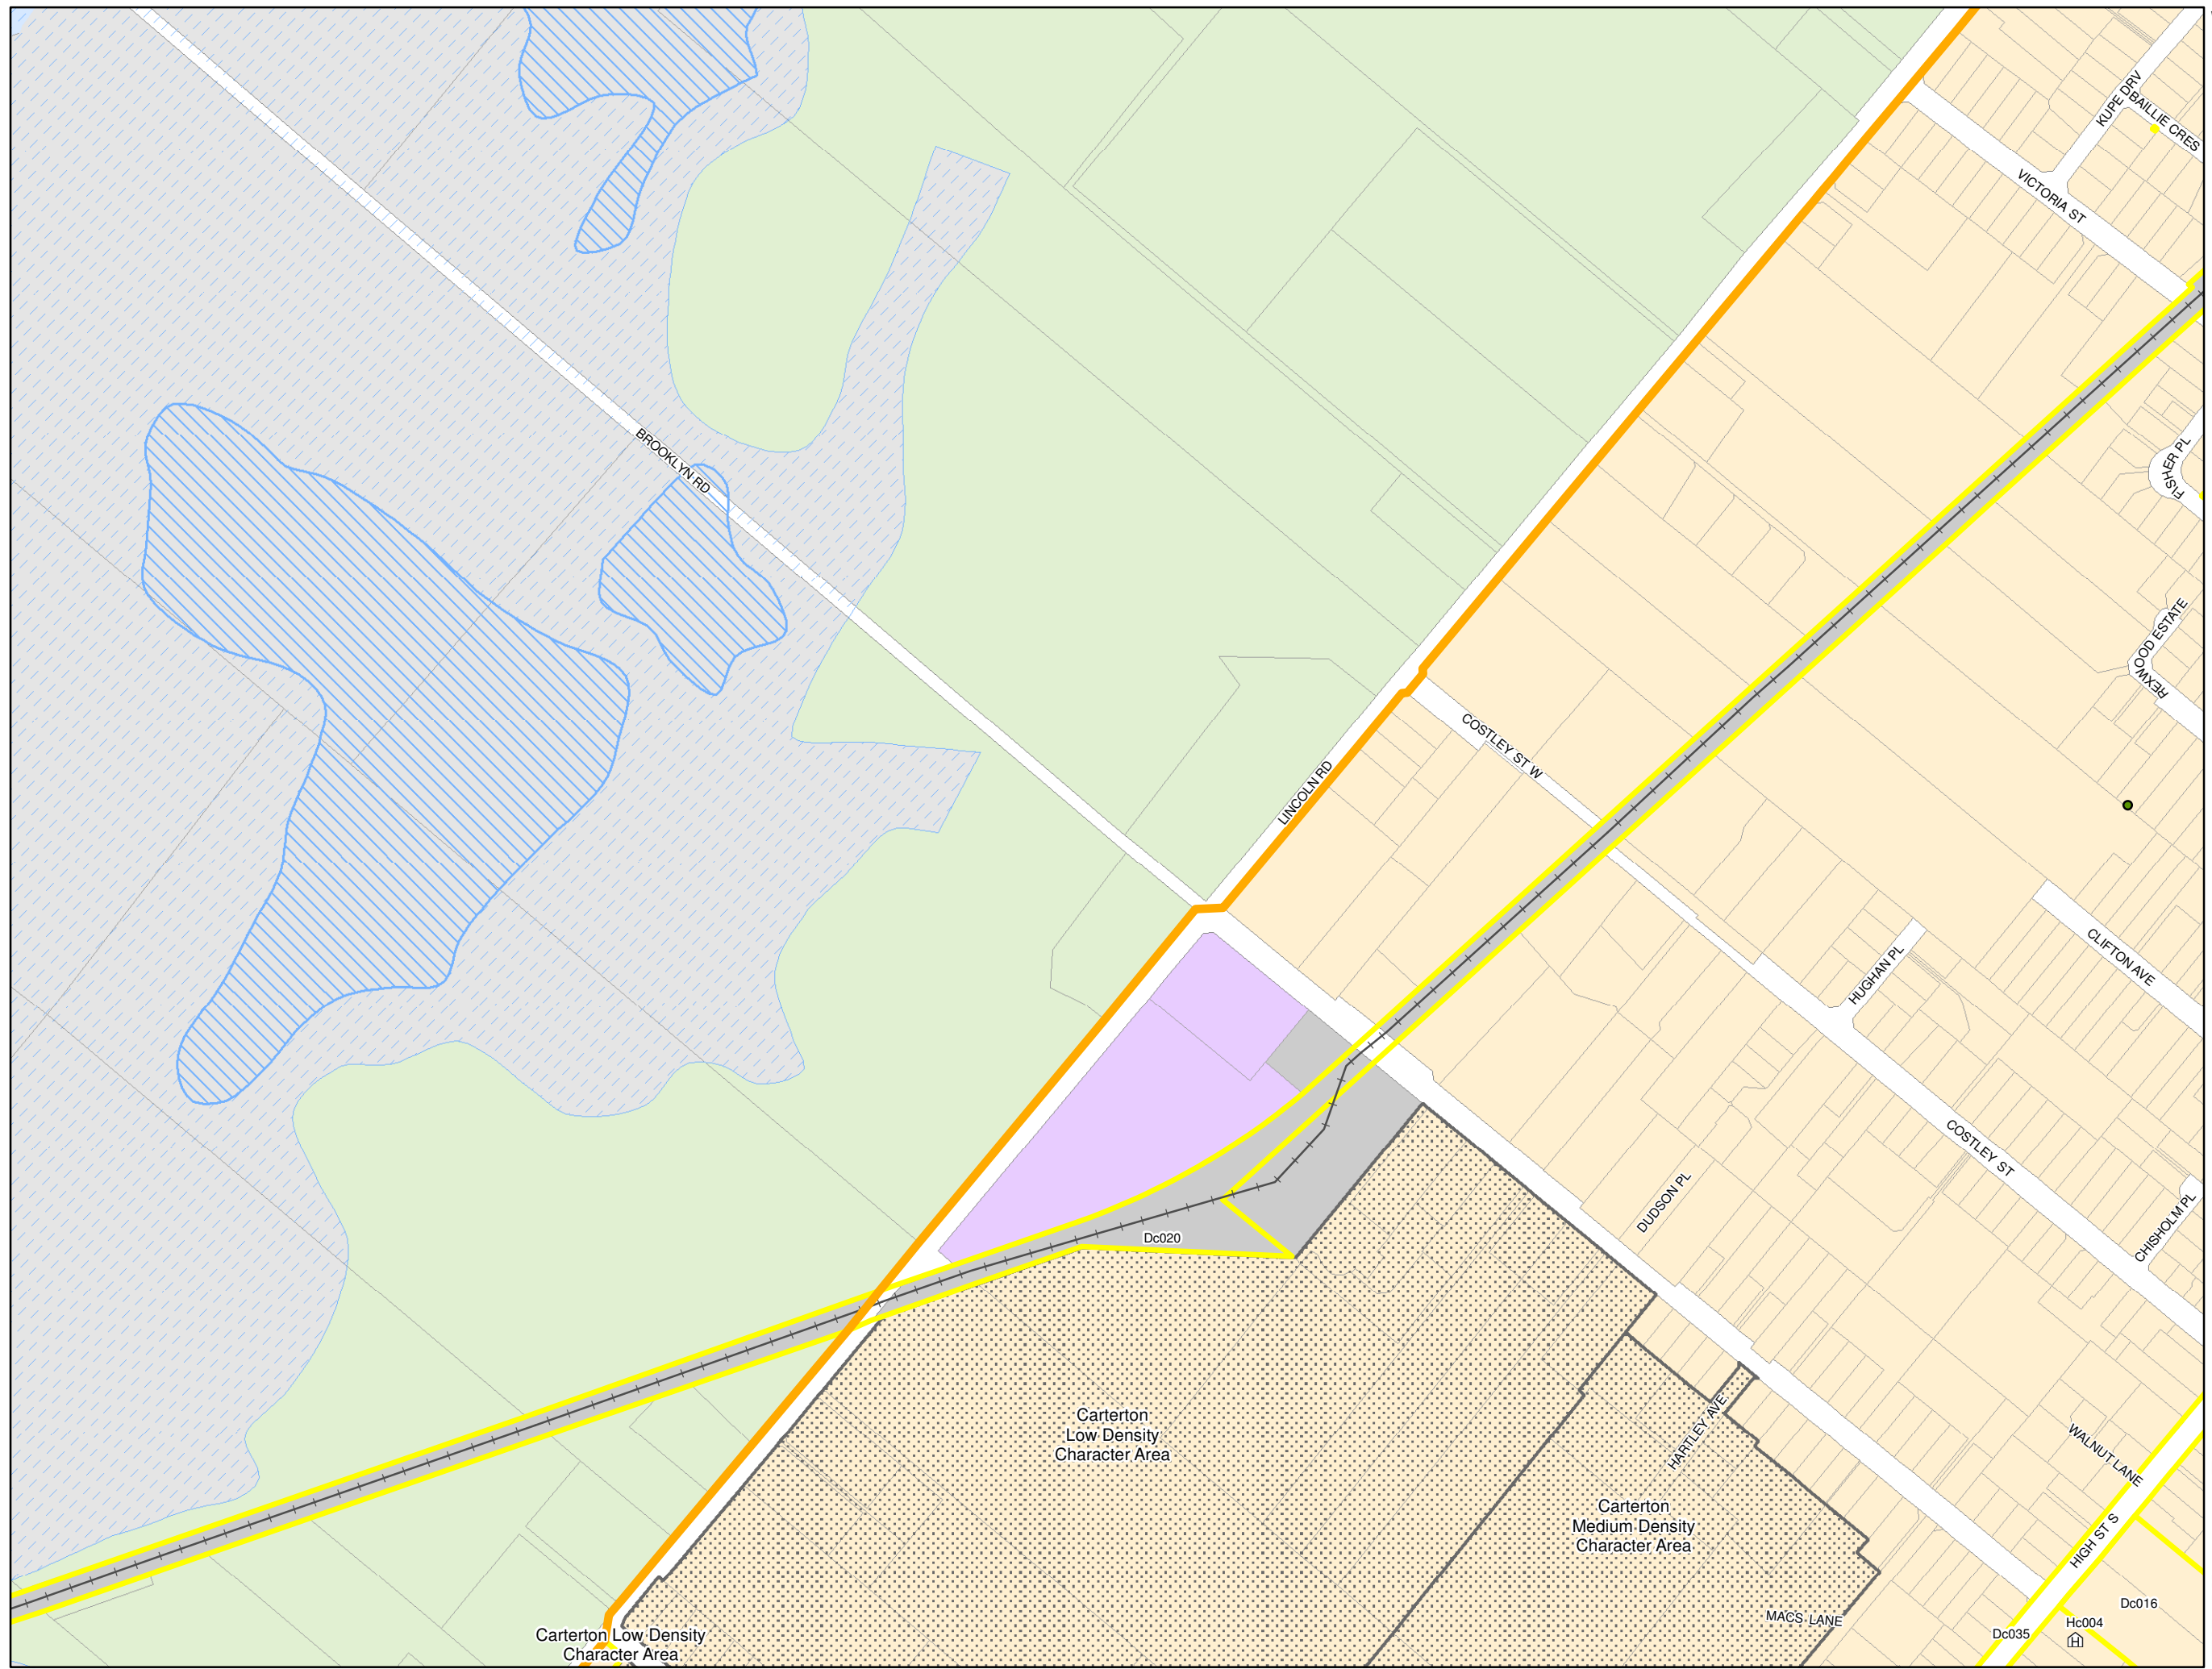 KUPE DRV
DBAILLIE CRES
VICTORIA ST
BROOKLYN RD
FISHER PL
REXWOOD ESTATE
COSTLEY ST W
LINCOLN RD
CLIFTON AVE
HUGHAN PL
COSTLEY ST
DUDSON PL
CHISHOLM PL
Dc020
Carterton
Low Density
Character Area
HARTLEY AVE
WALNUT LANE
Carterton
Medium Density
Character Area
HIGH ST S
Dc016
MACS LANE
Hc004
Dc035
Carterton Low Density
Character Area